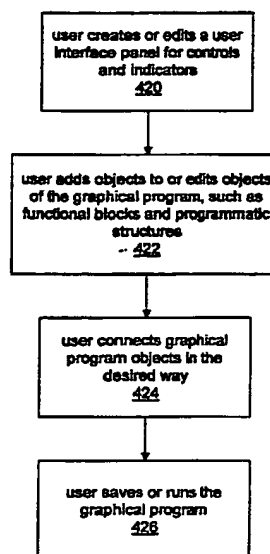 user creates or edits a user
interface panel for controls
and indicators
420
user adds objects to or edits objects
of the graphical program, such as
functional blocks and programmatic
structures
422
user connects graphical
program objects in the
desired way
424
user saves or runs the
graphical program
426